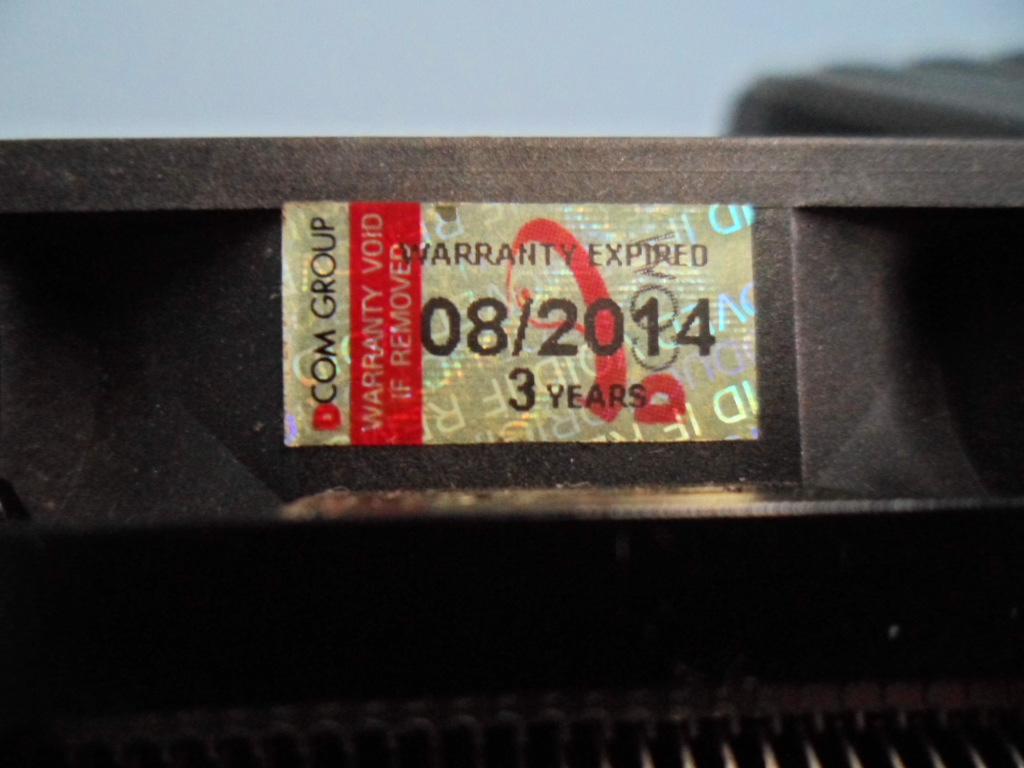 DCOM GROUP
WARRANTY VOID
IF REMOVED
WARRANTY EXPIRED
08/2014
3 YEARS